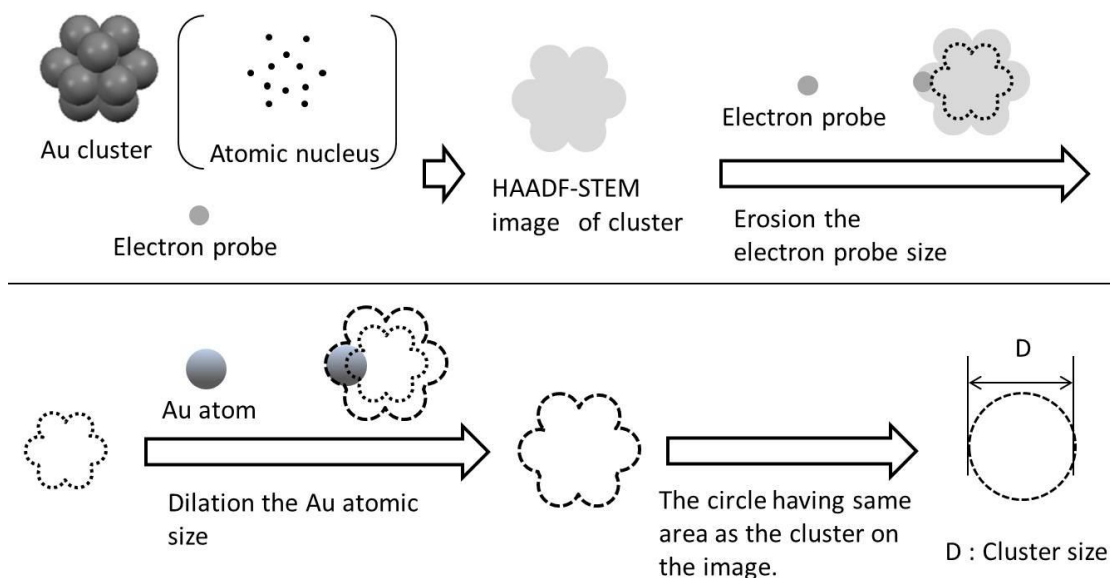 Au cluster
Atomic nucleus
Electron probe
HAADF-STEM
image of cluster
Electron probe
Erosion the
electron probe size
Au atom
Dilation the Au atomic
size
The circle having same
area as the cluster on
the image.
D
D : Cluster size